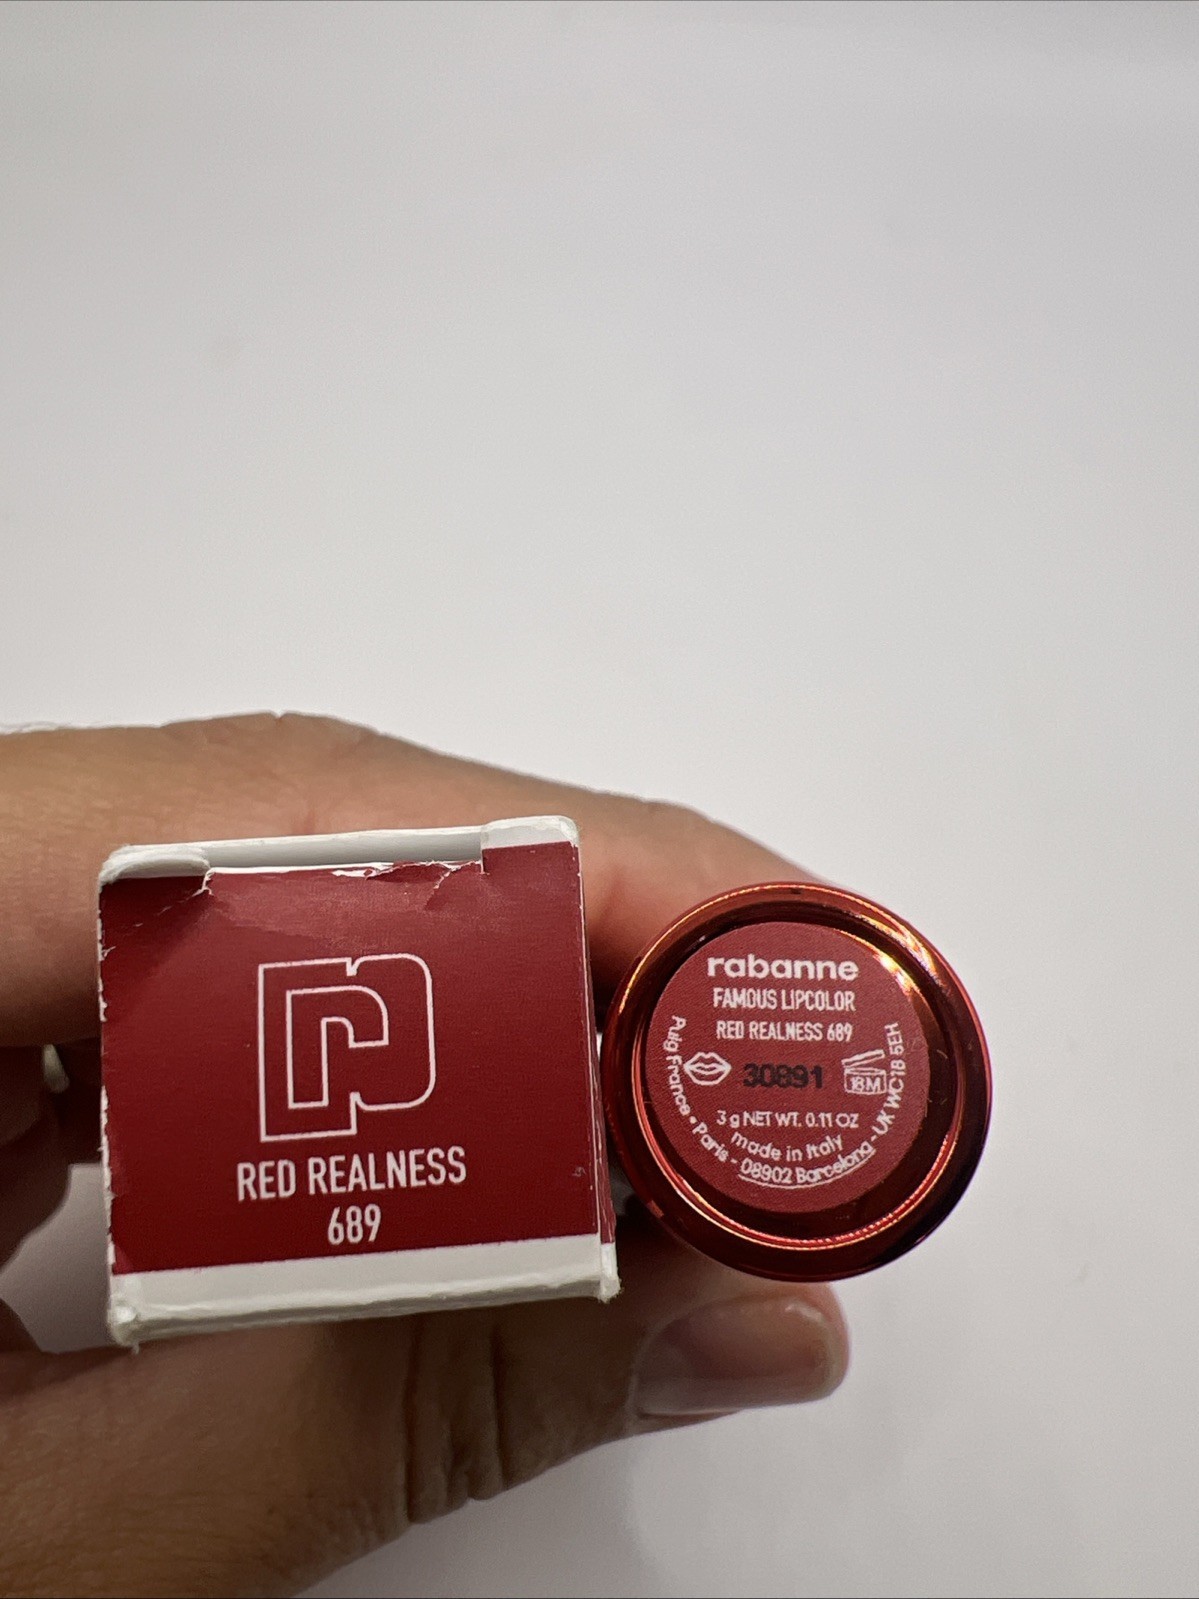 RED REALNESS
689
rabanne
FAMOUS LIPCOLOR
RED REALNESS 689
30891
18M
3 g NET WT. 0.11 OZ
made in Italy
Puig France • Paris - 08902 Barcelona - UK WC1B 5EH